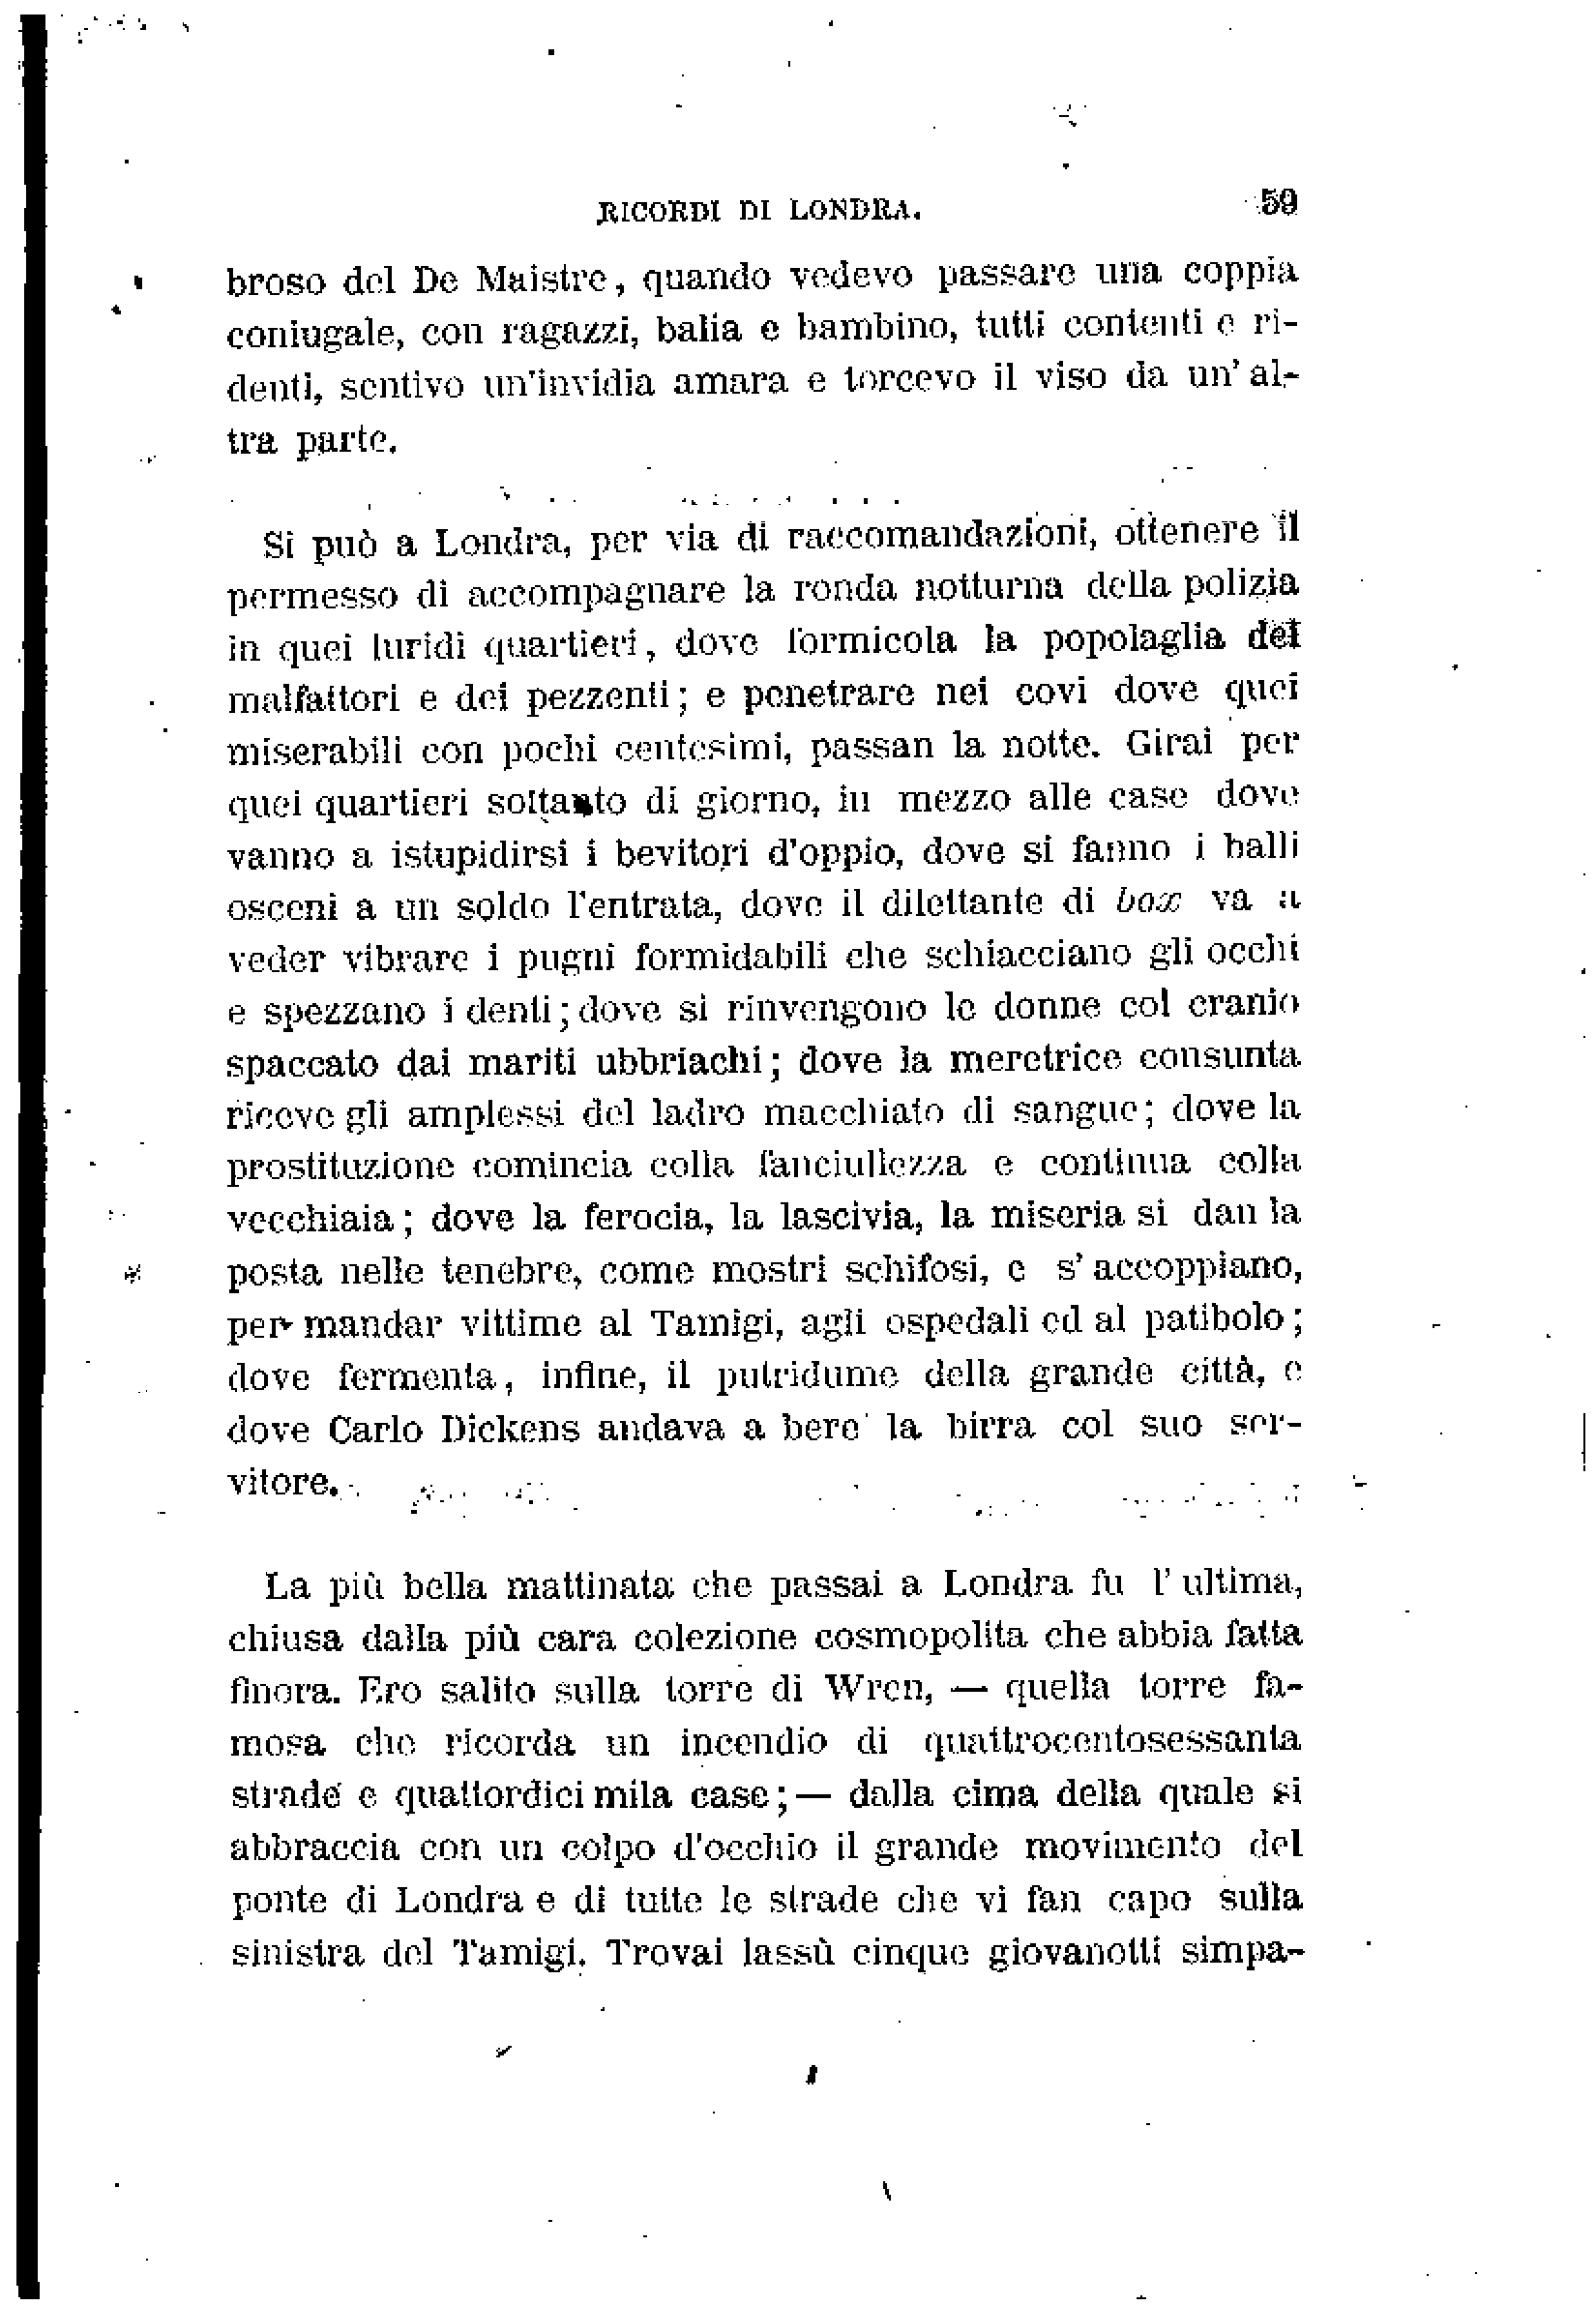 RICORDI DI LONDRA. 59
broso del De Maistre, quando vedevo passare una coppia
coniugale, con ragazzi, balia e bambino, tutti contenti e ri-
denti, sentivo un'invidia amara e torcevo il viso da un' al-
tra parte.
Si può a Londra, per via di raccomandazioni, ottenere il
permesso di accompagnare la ronda notturna della polizia
in quei luridi quartieri, dove formicola la popolaglia dei
malfattori e dei pezzenti; e penetrare nei covi dove quei
miserabili con pochi centesimi, passan la notte. Girai per
quei quartieri soltanto di giorno, in mezzo alle case dove
vanno a istupidirsi i bevitori d'oppio, dove si fanno i balli
osceni a un soldo l'entrata, dove il dilettante di box va a
veder vibrare i pugni formidabili che schiacciano gli occhi
e spezzano i denti; dove si rinvengono le donne col cranio
spaccato dai mariti ubbriachi; dove la meretrice consunta
riceve gli amplessi del ladro macchiato di sangue; dove la
prostituzione comincia colla fanciullezza e continua colla
vecchiaia; dove la ferocia, la lascivia, la miseria si dan la
posta nelle tenebre, come mostri schifosi, e s' accoppiano,
per mandar vittime al Tamigi, agli ospedali ed al patibolo;
dove fermenta, infine, il putridume della grande città, e
dove Carlo Dickens andava a bere la birra col suo ser-
vitore.
La più bella mattinata che passai a Londra fu l' ultima,
chiusa dalla più cara colezione cosmopolita che abbia fatta
finora. Ero salito sulla torre di Wren, — quella torre fa-
mosa che ricorda un incendio di quattrocentosessanta
strade e quattordici mila case; — dalla cima della quale si
abbraccia con un colpo d'occhio il grande movimento del
ponte di Londra e di tutte le strade che vi fan capo sulla
sinistra del Tamigi. Trovai lassù cinque giovanotti simpa-